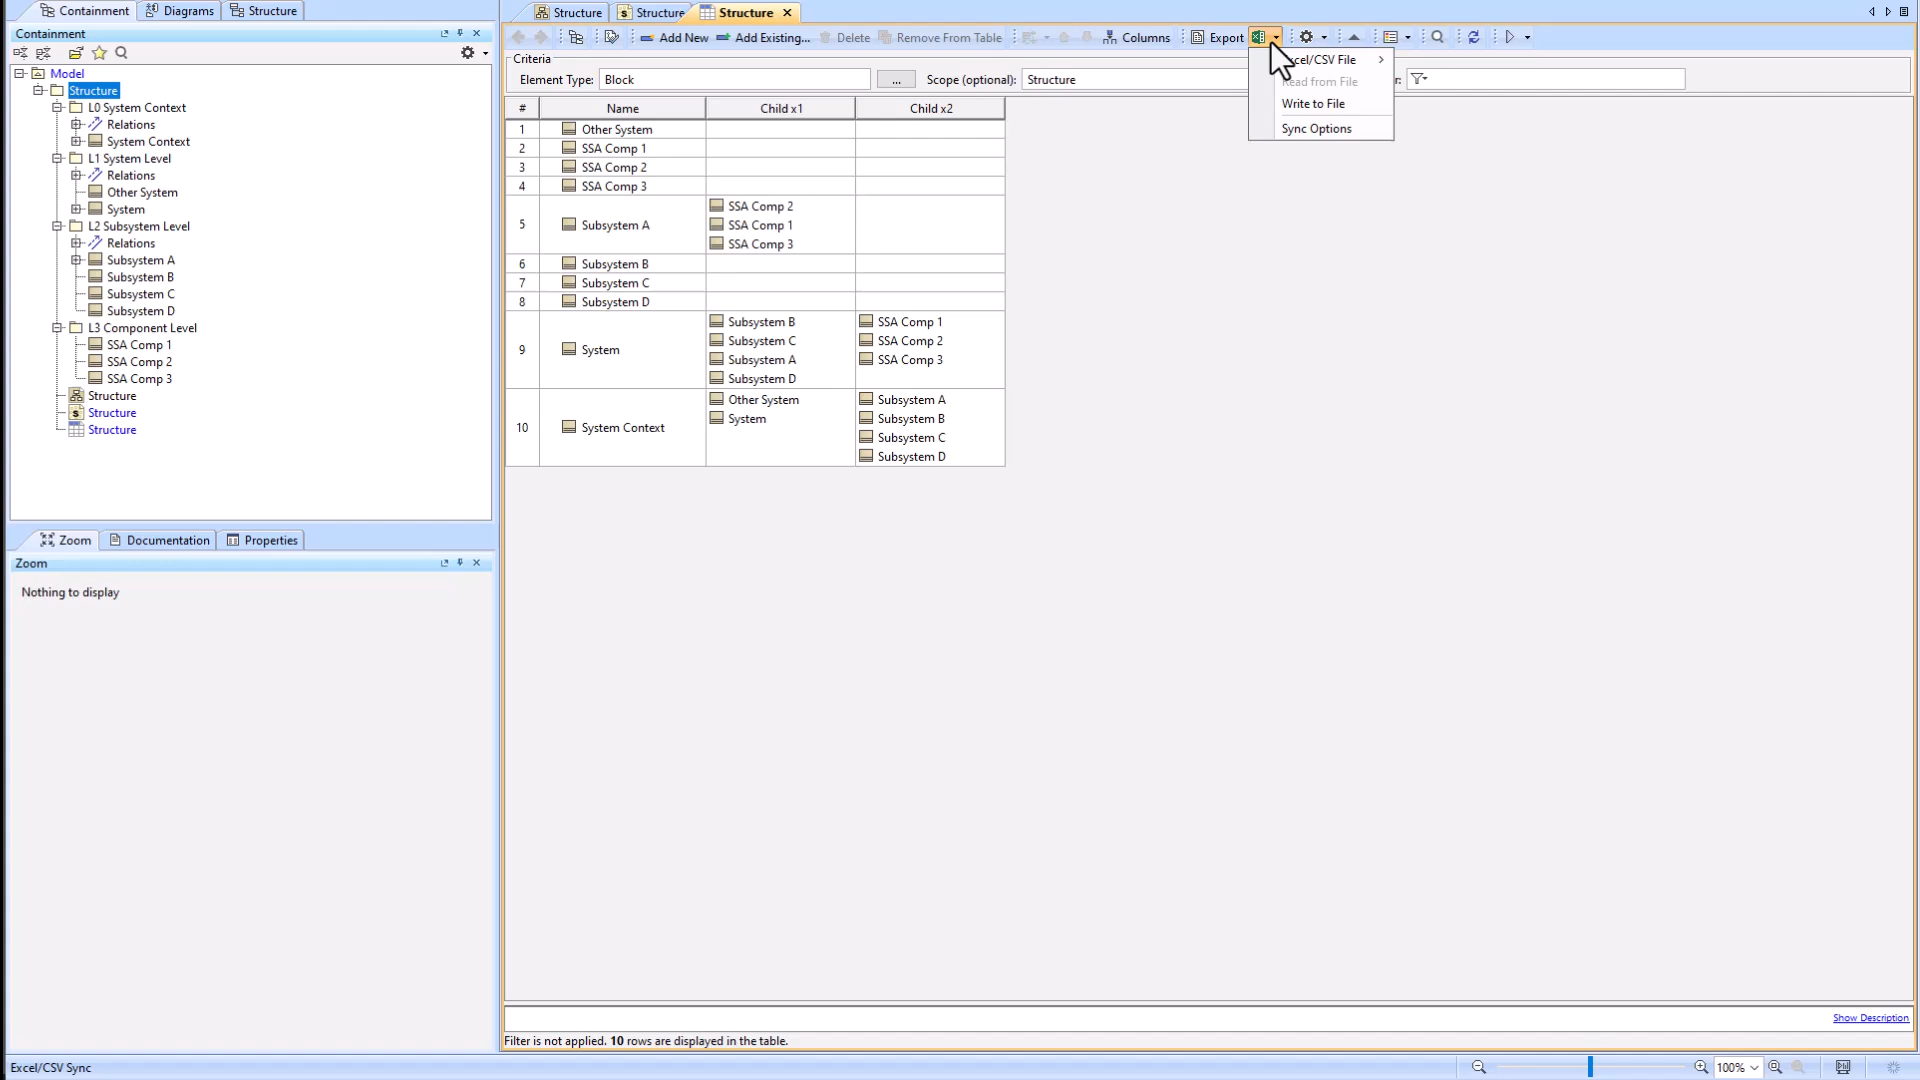 Containment Diagrams Structure
Containment
Model
Structure
L0 System Context
Relations
System Context
L1 System Level
Relations
Other System
System
L2 Subsystem Level
Relations
Subsystem A
Subsystem B
Subsystem C
Subsystem D
L3 Component Level
SSA Comp 1
SSA Comp 2
SSA Comp 3
Structure
Structure
Structure
Zoom Documentation Properties
Zoom
Nothing to display
Structure Structure Structure
Add New Add Existing... Delete Remove From Table Columns Export
Criteria
Element Type: Block ... Scope (optional): Structure
/CSV File
Read from File
Write to File
Sync Options
# Name Child x1 Child x2
1 Other System
2 SSA Comp 1
3 SSA Comp 2
4 SSA Comp 3
5 Subsystem A SSA Comp 2
SSA Comp 1
SSA Comp 3
6 Subsystem B
7 Subsystem C
8 Subsystem D
9 System Subsystem B SSA Comp 1
Subsystem C SSA Comp 2
Subsystem A SSA Comp 3
Subsystem D
10 System Context Other System Subsystem A
System Subsystem B
Subsystem C
Subsystem D
Show Description
Filter is not applied. 10 rows are displayed in the table.
Excel/CSV Sync 100%